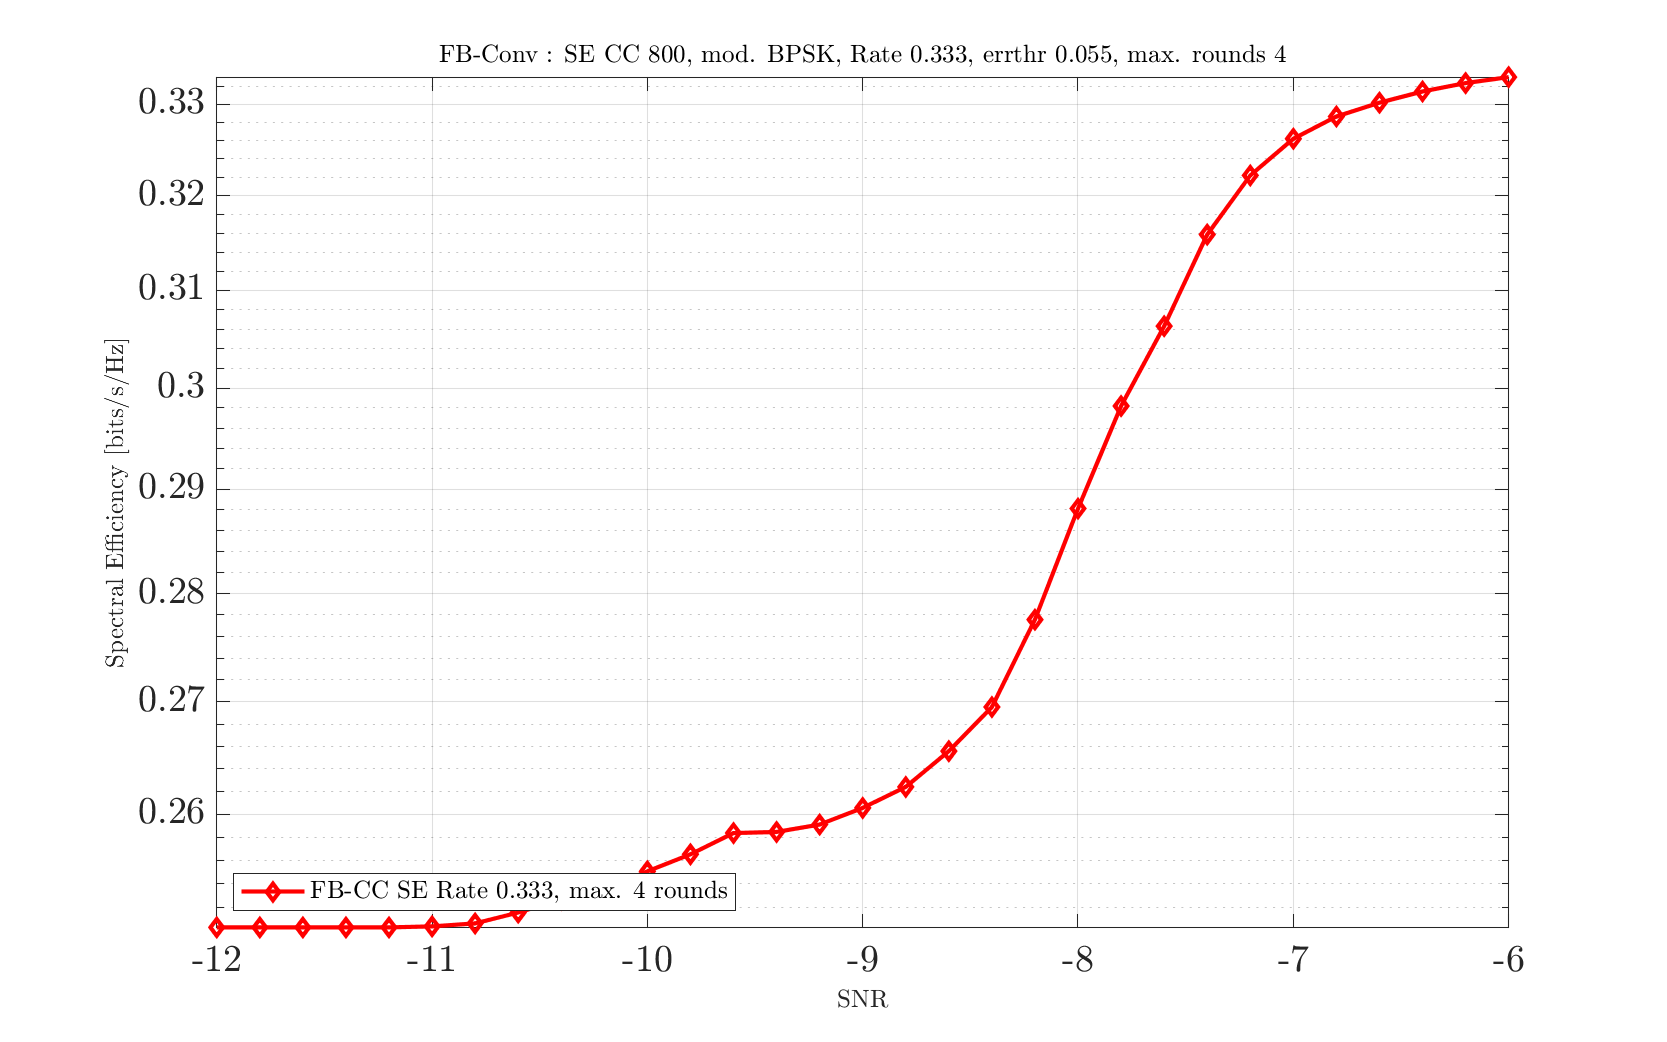 FB-Conv : SE CC 800, mod. BPSK, Rate 0.333, errthr 0.055, max. rounds 4
Spectral Efficiency [bits/s/Hz]
0.33
0.32
0.31
0.3
0.29
0.28
0.27
0.26
FB-CC SE Rate 0.333, max. 4 rounds
-12 -11 -10 -9 -8 -7 -6
SNR